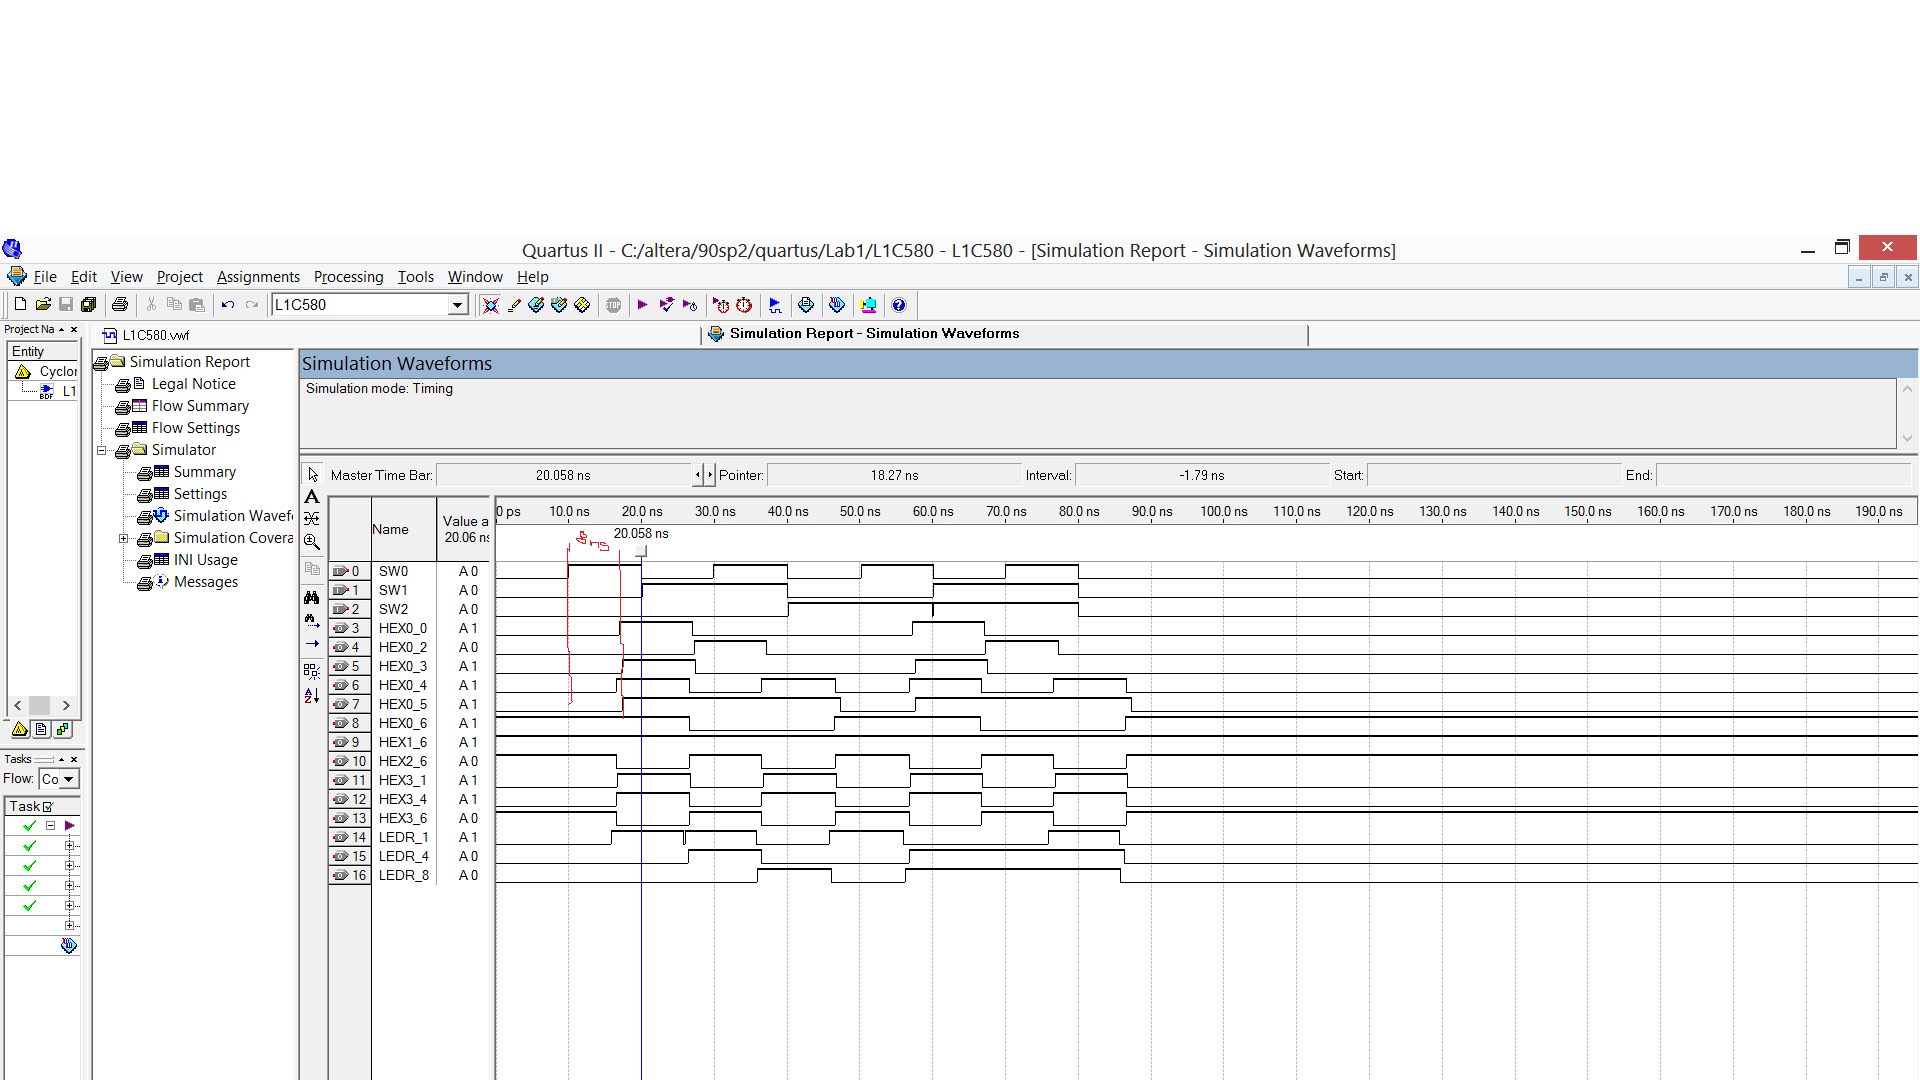 Quartus II - C:/altera/90sp2/quartus/Lab1/L1C580 - L1C580 - [Simulation Report - Simulation Waveforms]
File Edit View Project Assignments Processing Tools Window Help
L1C580
Project Na
Entity
Cyclor
L1
L1C580.vwf
Simulation Report - Simulation Waveforms
Simulation Report
Legal Notice
Flow Summary
Flow Settings
Simulator
Summary
Settings
Simulation Wavef
Simulation Covera
INI Usage
Messages
Tasks
Flow: Co
Task
Simulation Waveforms
Simulation mode: Timing
Master Time Bar: 20.058 ns Pointer: 18.27 ns Interval: -1.79 ns Start: End:
Name Value a 20.06 ns
0 ps 10.0 ns 20.0 ns 30.0 ns 40.0 ns 50.0 ns 60.0 ns 70.0 ns 80.0 ns 90.0 ns 100.0 ns 110.0 ns 120.0 ns 130.0 ns 140.0 ns 150.0 ns 160.0 ns 170.0 ns 180.0 ns 190.0 ns
20.058 ns
8 ns
0 SW0 A 0
1 SW1 A 0
2 SW2 A 0
3 HEX0_0 A 1
4 HEX0_2 A 0
5 HEX0_3 A 1
6 HEX0_4 A 1
7 HEX0_5 A 1
8 HEX0_6 A 1
9 HEX1_6 A 1
10 HEX2_6 A 0
11 HEX3_1 A 1
12 HEX3_4 A 1
13 HEX3_6 A 0
14 LEDR_1 A 1
15 LEDR_4 A 0
16 LEDR_8 A 0